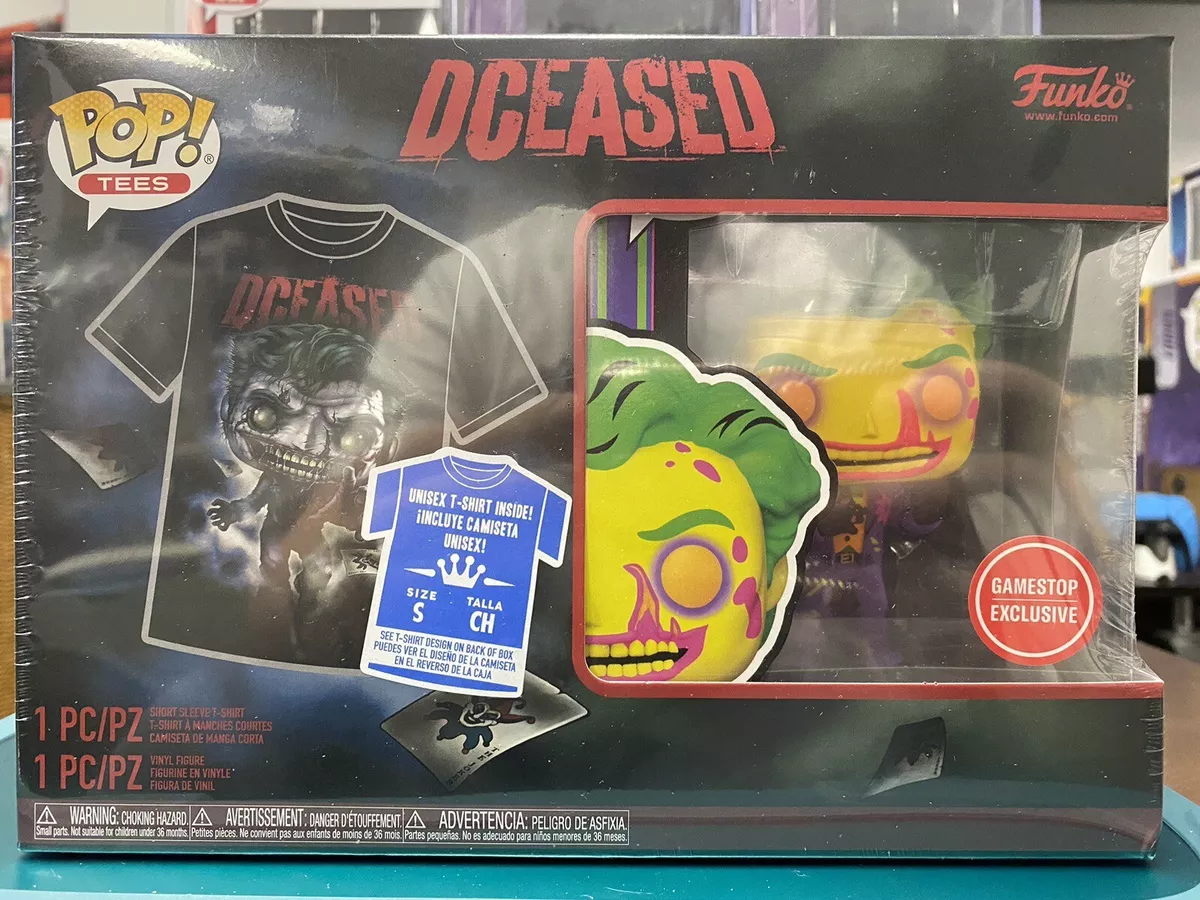 POP!®
TEES
DCEASED
Funko®
www.funko.com
DCEASED
UNISEX T-SHIRT INSIDE!
¡INCLUYE CAMISETA
UNISEX!
SIZE
S
TALLA
CH
SEE T-SHIRT DESIGN ON BACK OF BOX
PUEDES VER EL DISEÑO DE LA CAMISETA
EN EL REVERSO DE LA CAJA
GAMESTOP
EXCLUSIVE
1 PC/PZ
SHORT SLEEVE T-SHIRT
T-SHIRT À MANCHES COURTES
CAMISETA DE MANGA CORTA
1 PC/PZ
VINYL FIGURE
FIGURINE EN VINYLE
FIGURA DE VINIL
WARNING: CHOKING HAZARD.
Small parts. Not suitable for children under 36 months.
AVERTISSEMENT: DANGER D'ÉTOUFFEMENT.
Petites pièces. Ne convient pas aux enfants de moins de 36 mois.
ADVERTENCIA: PELIGRO DE ASFIXIA.
Partes pequeñas. No es adecuado para niños menores de 36 meses.